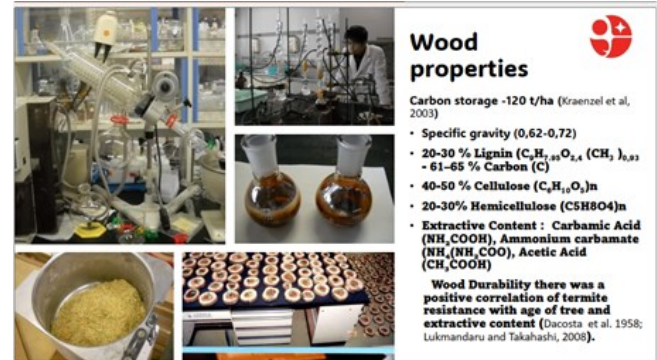 Wood
properties
Carbon storage -120 t/ha (Kraenzel et al,
2003)
• Specific gravity (0,62-0,72)
• 20-30 % Lignin (C₉H₇.₉₅O₂.₄ (CH₃)₀.₉₃
- 61–65 % Carbon (C)
• 40-50 % Cellulose (C₆H₁₀O₅)n
• 20-30% Hemicellulose (C5H8O4)n
• Extractive Content : Carbamic Acid
(NH₂COOH), Ammonium carbamate
(NH₄(NH₂COO), Acetic Acid
(CH₃COOH)
Wood Durability there was a
positive correlation of termite
resistance with age of tree and
extractive content (Dacosta et al. 1958;
Lukmandaru and Takahashi, 2008).